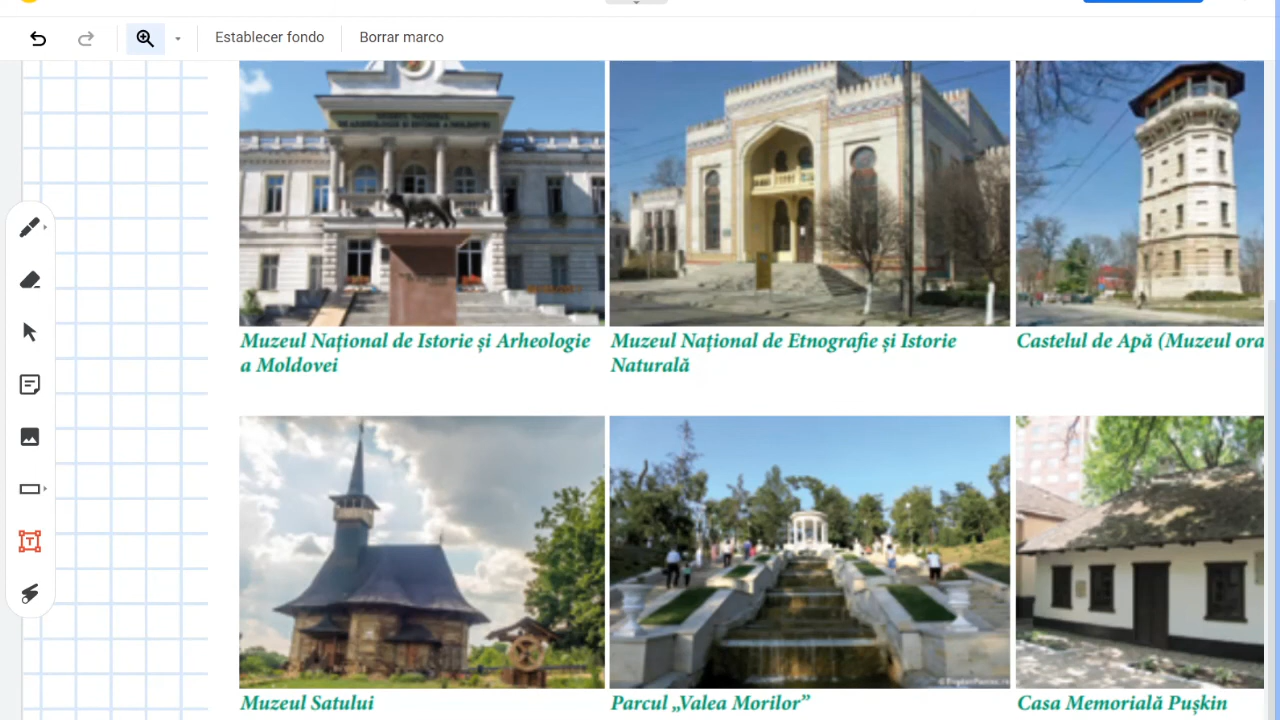 Establecer fondo
Borrar marco
Muzeul Național de Istorie și Arheologie
a Moldovei
Muzeul Național de Etnografie și Istorie
Naturală
Castelul de Apă (Muzeul ora
Muzeul Satului
Parcul „Valea Morilor”
Casa Memorială Pușkin